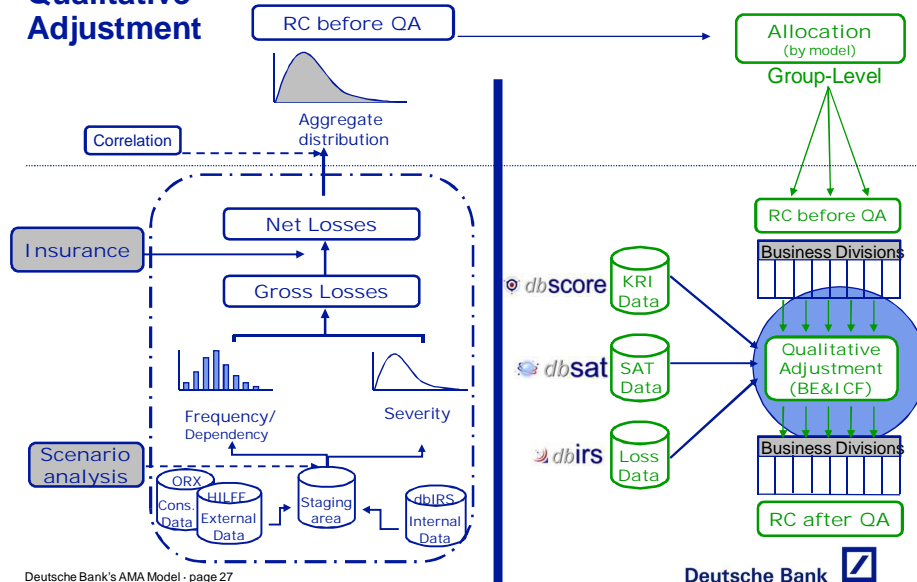 Qualitative
Adjustment
RC before QA
Allocation
(by model)
Group-Level
Aggregate
distribution
Correlation
Insurance
Net Losses
Gross Losses
Frequency/
Dependency
Severity
Scenario
analysis
ORX
Cons.
Data
HILFE
External
Data
Staging
area
dbIRS
Internal
Data
RC before QA
Business Divisions
dbscore
KRI
Data
dbsat
SAT
Data
dbirs
Loss
Data
Qualitative
Adjustment
(BE&ICF)
Business Divisions
RC after QA
Deutsche Bank's AMA Model · page 27
Deutsche Bank